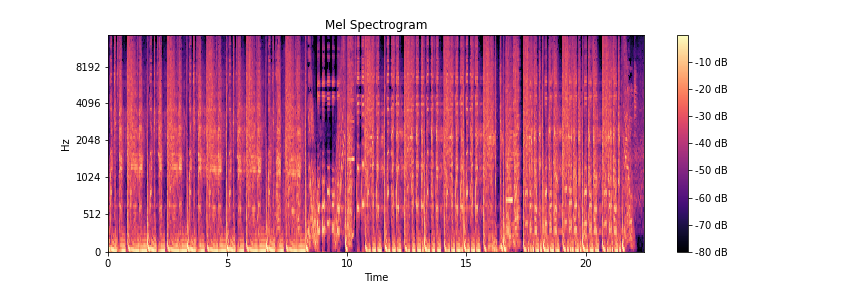 Mel Spectrogram
Hz
8192
4096
2048
1024
512
0
0 5 10 15 20
Time
-10 dB
-20 dB
-30 dB
-40 dB
-50 dB
-60 dB
-70 dB
-80 dB